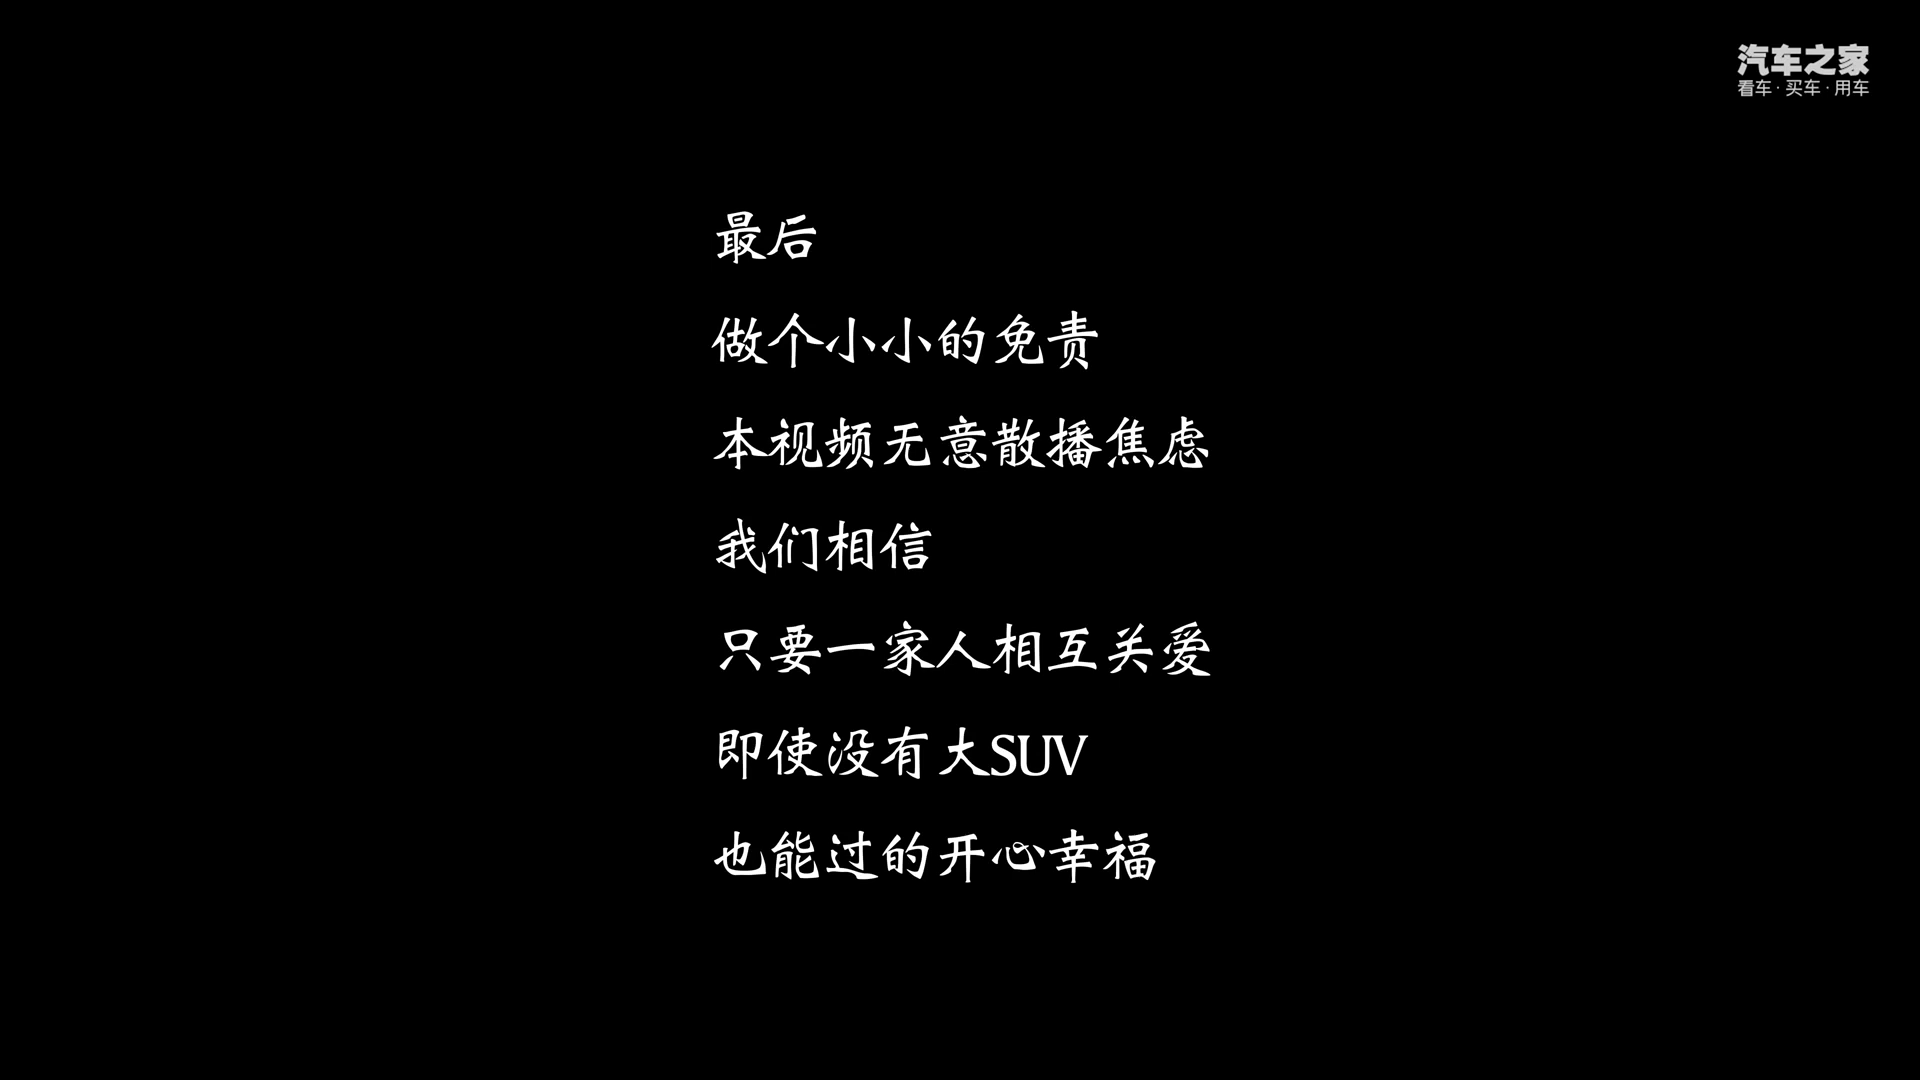 汽车之家
看车·买车·用车
最后
做个小小的免责
本视频无意散播焦虑
我们相信
只要一家人相互关爱
即使没有大SUV
也能过的开心幸福